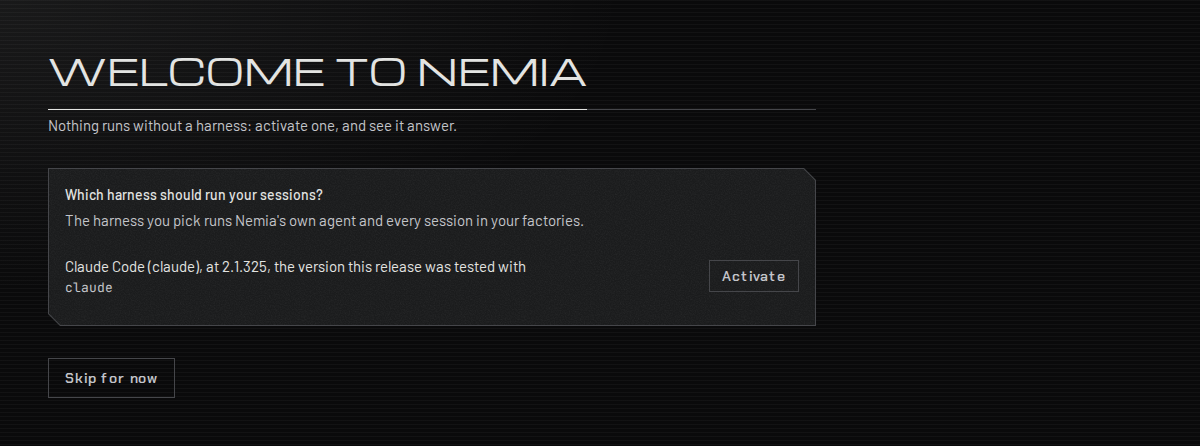 WELCOME TO NEMIA
Nothing runs without a harness: activate one, and see it answer.
Which harness should run your sessions?
The harness you pick runs Nemia's own agent and every session in your factories.
Claude Code (claude), at 2.1.325, the version this release was tested with
claude
Activate
Skip for now